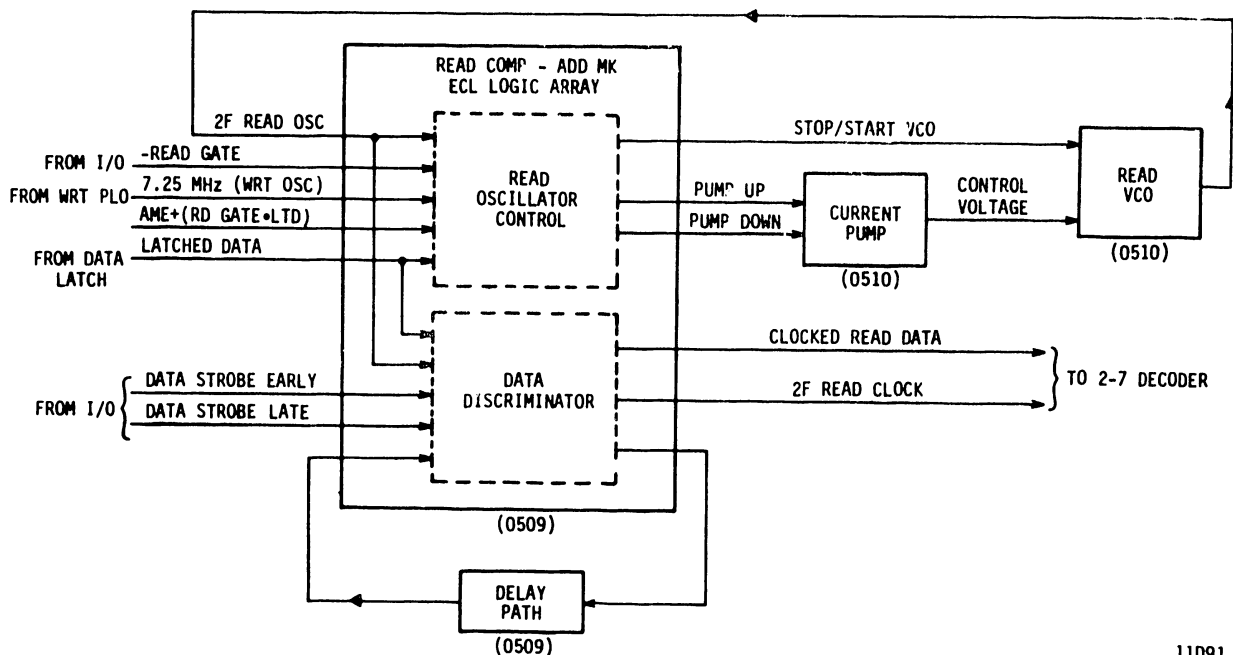 READ COMP - ADD MK
ECL LOGIC ARRAY
2F READ OSC
FROM I/O
-READ GATE
FROM WRT PLO
7.25 MHz (WRT OSC)
AME+(RD GATE•LTD)
LATCHED DATA
FROM DATA
LATCH
READ
OSCILLATOR
CONTROL
STOP/START VCO
PUMP UP
PUMP DOWN
CURRENT
PUMP
(0510)
CONTROL
VOLTAGE
READ
VCO
(0510)
FROM I/O
DATA STROBE EARLY
DATA STROBE LATE
DATA
DISCRIMINATOR
CLOCKED READ DATA
2F READ CLOCK
TO 2-7 DECODER
(0509)
DELAY
PATH
(0509)
11D91